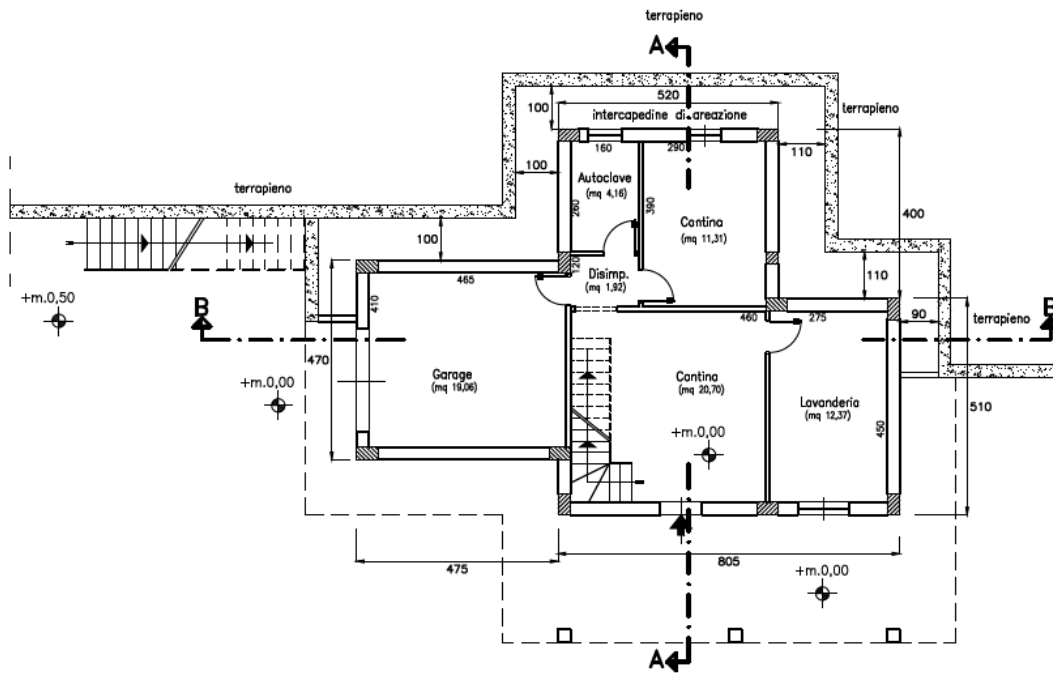 terrapieno
A
520
100
intercapedine di areazione
terrapieno
160
290
110
100
Autoclave
(mq 4,16)
terrapieno
260
390
Cantina
(mq 11,31)
400
100
120
Disimp.
(mq 1,92)
110
465
+m.0,50
410
B
460
275
90
terrapieno
B
470
Garage
(mq 19,06)
+m.0,00
Cantina
(mq 20,70)
Lavanderia
(mq 12,37)
510
+m.0,00
450
475
805
+m.0,00
A